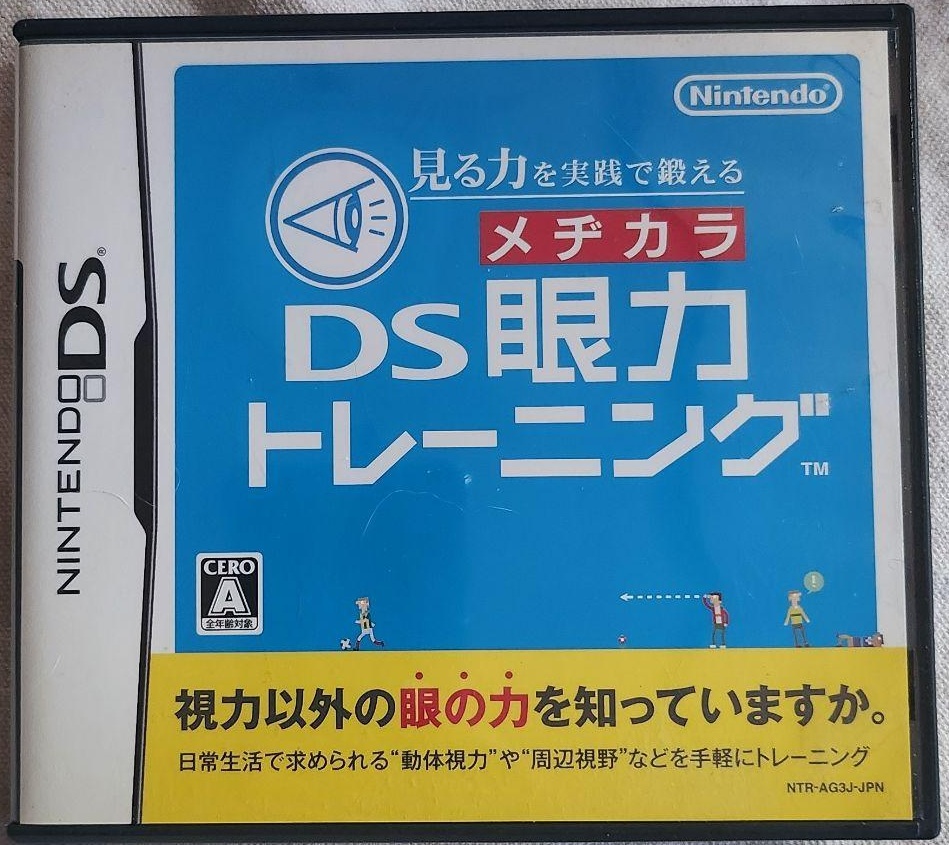 NINTENDO DS®
Nintendo®
見る力を実践で鍛える
メヂカラ
DS眼力
トレーニング™
CERO
A
全年齢対象
!
視力以外の眼の力を知っていますか。
日常生活で求められる“動体視力”や“周辺視野”などを手軽にトレーニング
NTR-AG3J-JPN